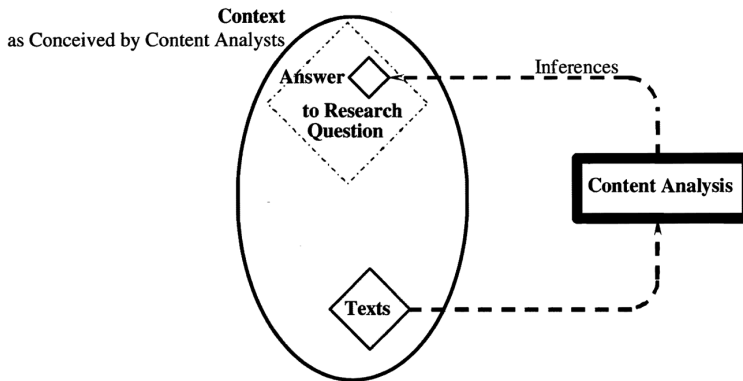 Context
as Conceived by Content Analysts
Answer
to Research
Question
Inferences
Content Analysis
Texts